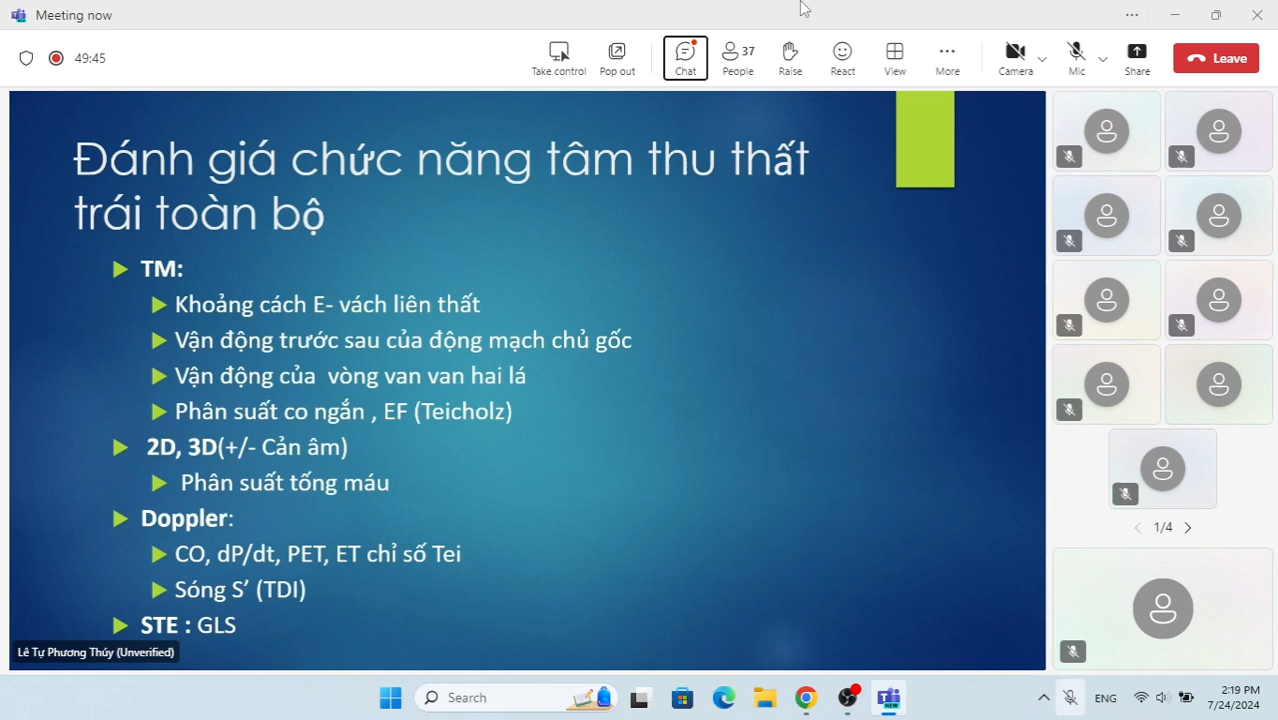 Meeting now
49:45
Take control
Pop out
Chat
37
People
Raise
React
View
More
Camera
Mic
Share
Leave
Đánh giá chức năng tâm thu thất
trái toàn bộ
TM:
Khoảng cách E- vách liên thất
Vận động trước sau của động mạch chủ gốc
Vận động của vòng van van hai lá
Phân suất co ngắn , EF (Teicholz)
2D, 3D(+/- Cản âm)
Phân suất tống máu
Doppler:
CO, dP/dt, PET, ET chỉ số Tei
Sóng S’ (TDI)
STE : GLS
Lê Tự Phương Thúy (Unverified)
1/4
Search
NEW
ENG
2:19 PM
7/24/2024